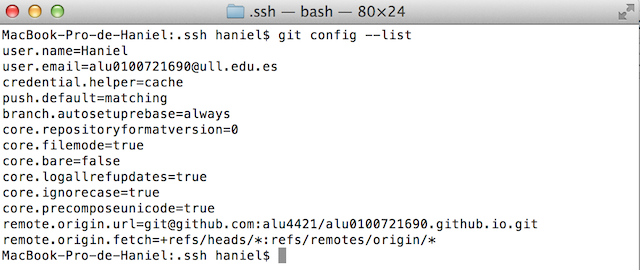 .ssh — bash — 80×24
MacBook-Pro-de-Haniel:.ssh haniel$ git config --list
user.name=Haniel
user.email=alu0100721690@ull.edu.es
credential.helper=cache
push.default=matching
branch.autosetuprebase=always
core.repositoryformatversion=0
core.filemode=true
core.bare=false
core.logallrefupdates=true
core.ignorecase=true
core.precomposeunicode=true
remote.origin.url=git@github.com:alu4421/alu0100721690.github.io.git
remote.origin.fetch=+refs/heads/*:refs/remotes/origin/*
MacBook-Pro-de-Haniel:.ssh haniel$